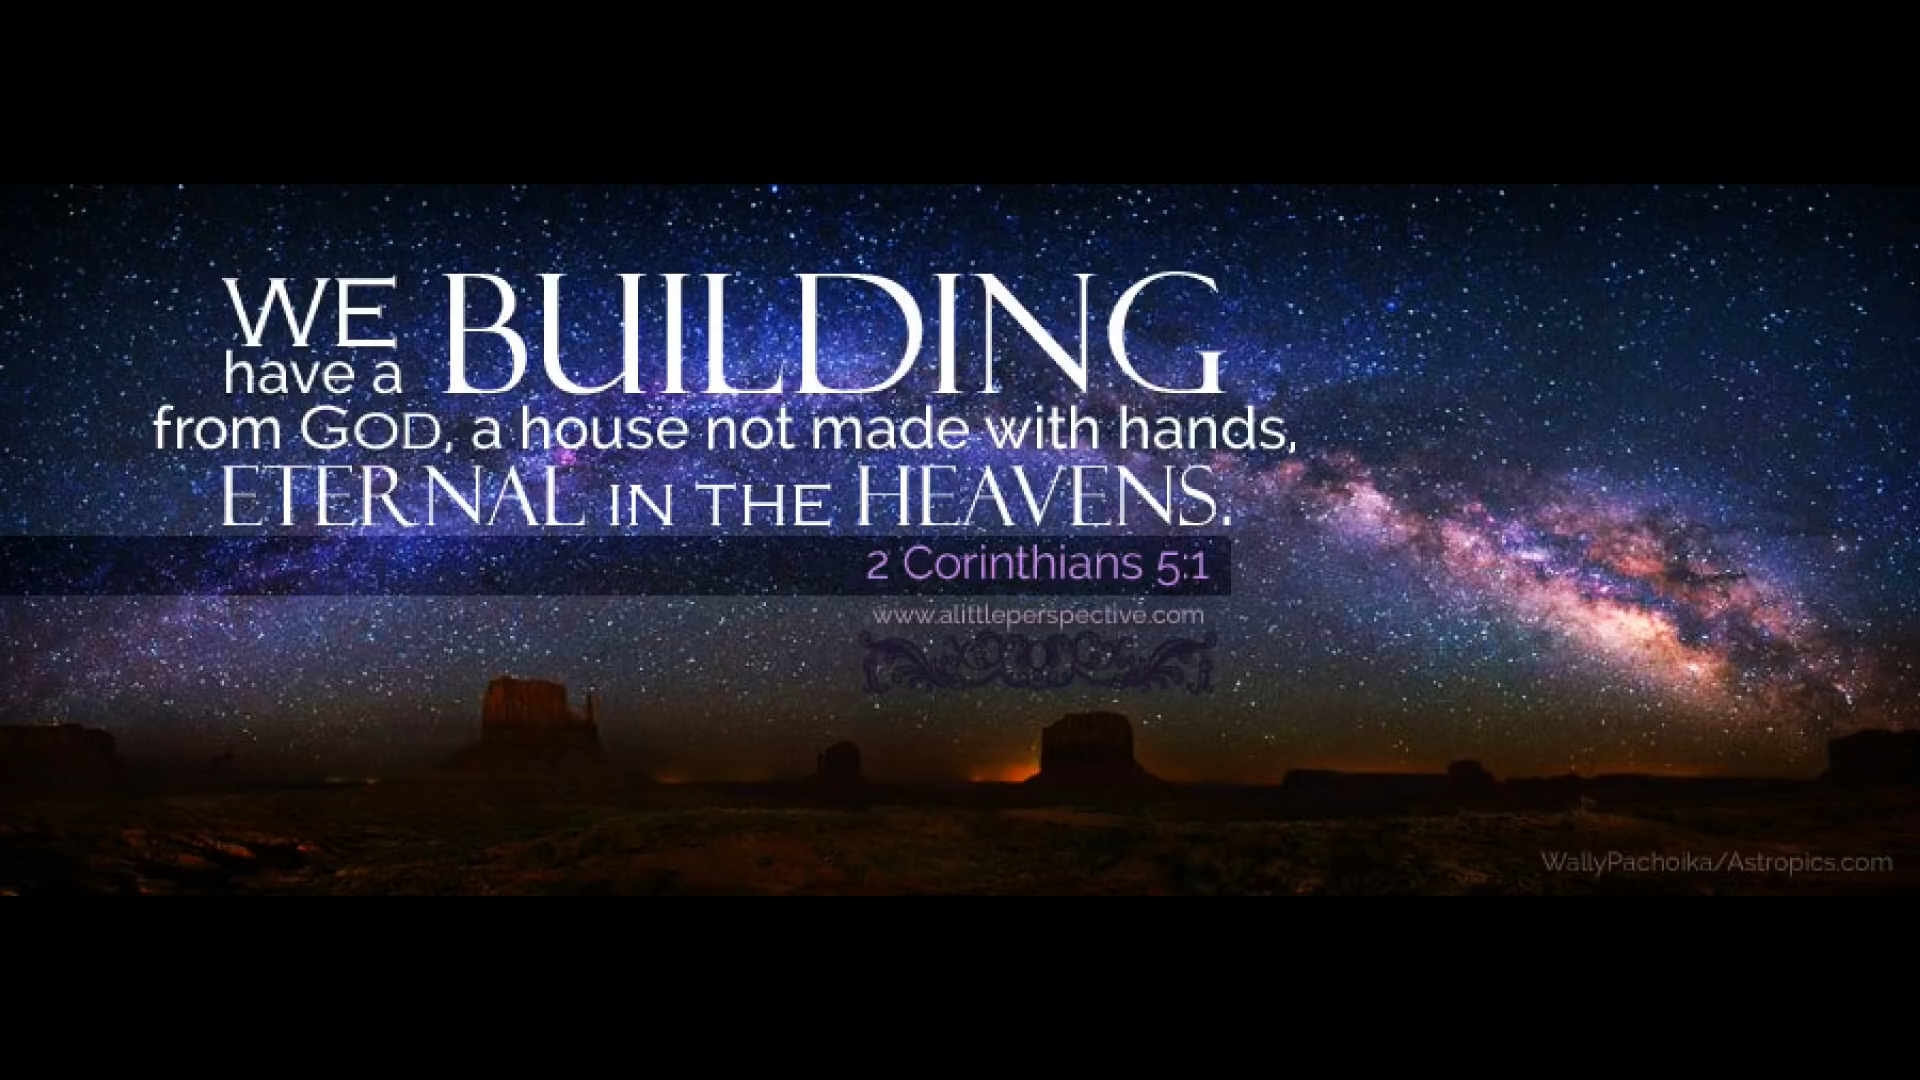 WE have a BUILDING
from GOD, a house not made with hands,
ETERNAL IN THE HEAVENS.
2 Corinthians 5:1
www.alittleperspective.com
WallyPachoika/Astropics.com